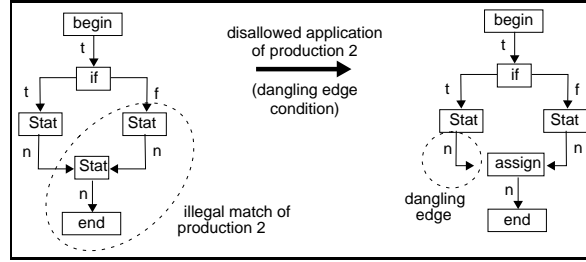 begin
t
if
t
f
Stat
Stat
n
n
Stat
n
end
illegal match of
production 2
disallowed application
of production 2
(dangling edge
condition)
begin
t
if
t
f
Stat
Stat
n
n
assign
n
end
dangling
edge